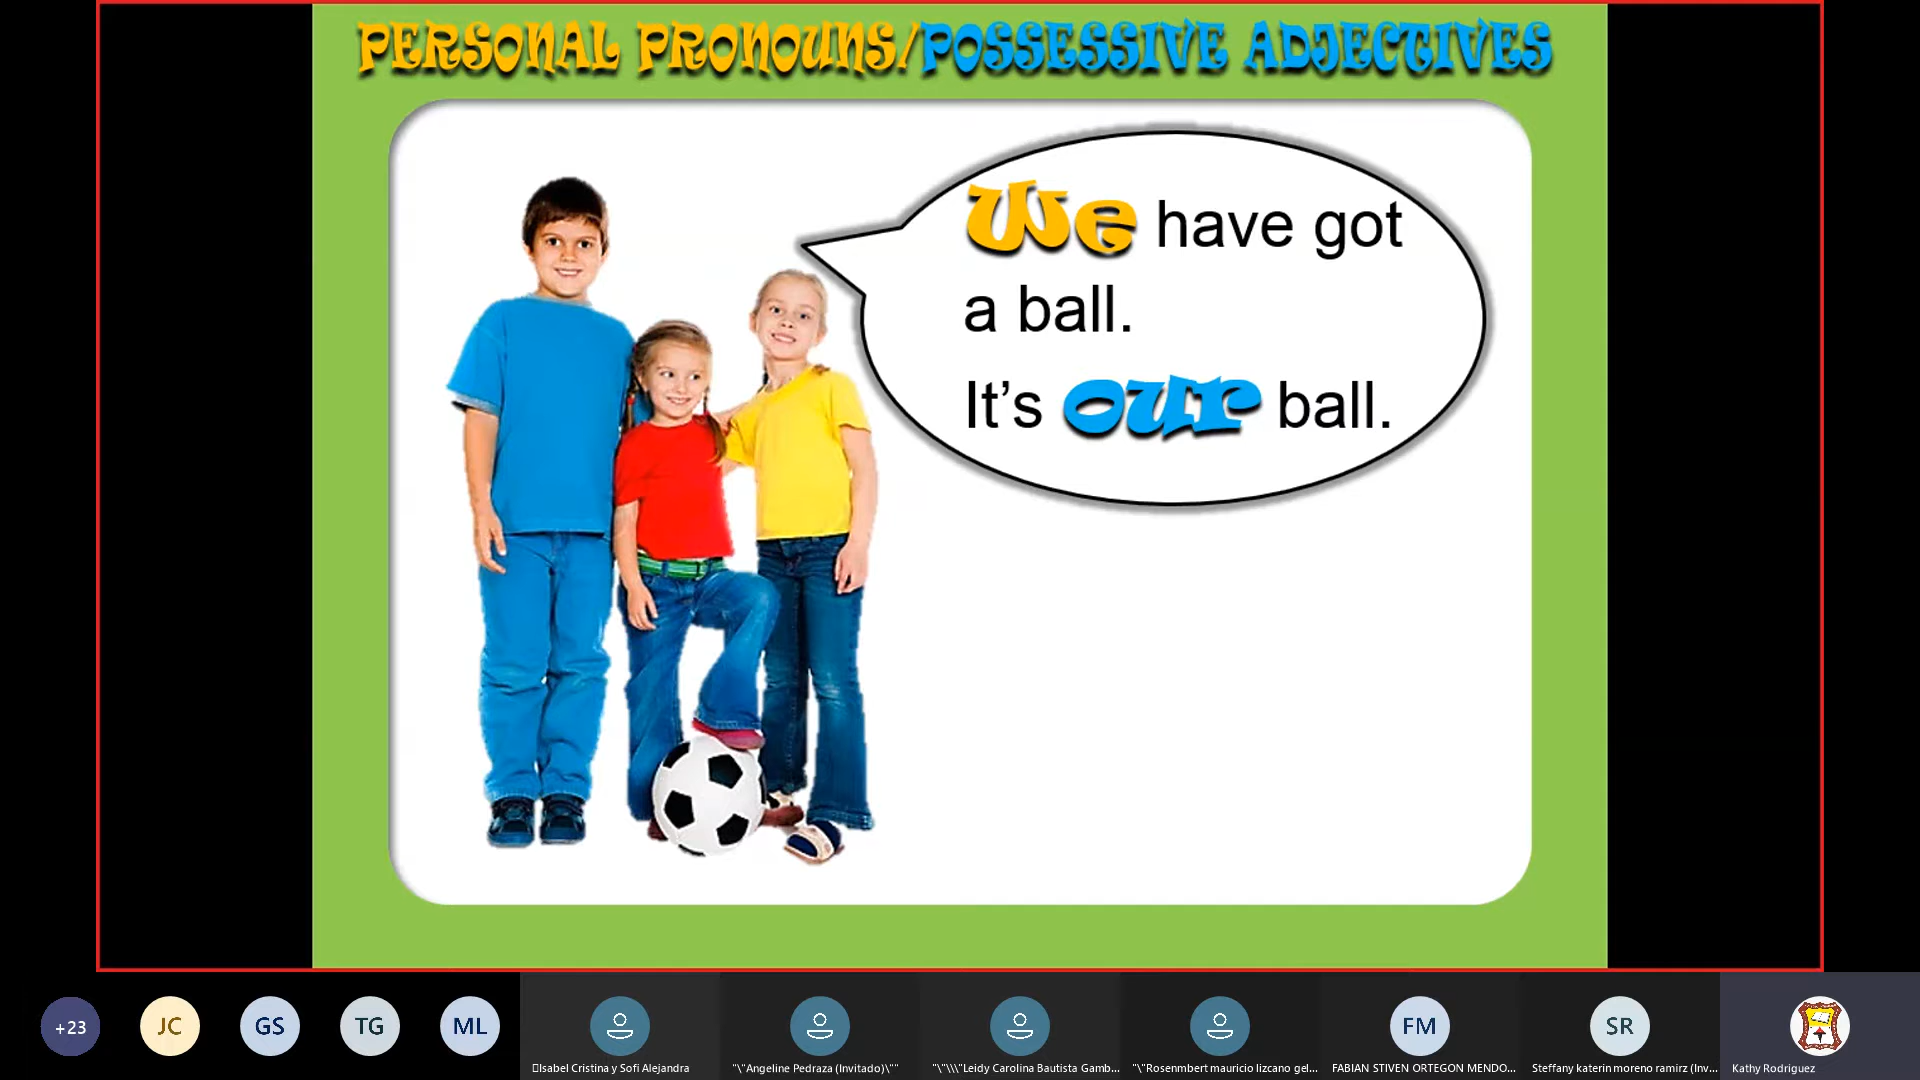 PERSONAL PRONOUNS/POSSESSIVE ADJECTIVES
We have got
a ball.
It's our ball.
+23
JC
GS
TG
ML
FM
SR
Isabel Cristina y Sofi Alejandra
"\"Angeline Pedraza (Invitado)\""
"\"\\\"Leidy Carolina Bautista Gamb...
"\"Rosenmbert mauricio lizcano gel...
FABIAN STIVEN ORTEGON MENDO...
Steffany katerin moreno ramirz (Inv...
Kathy Rodriguez